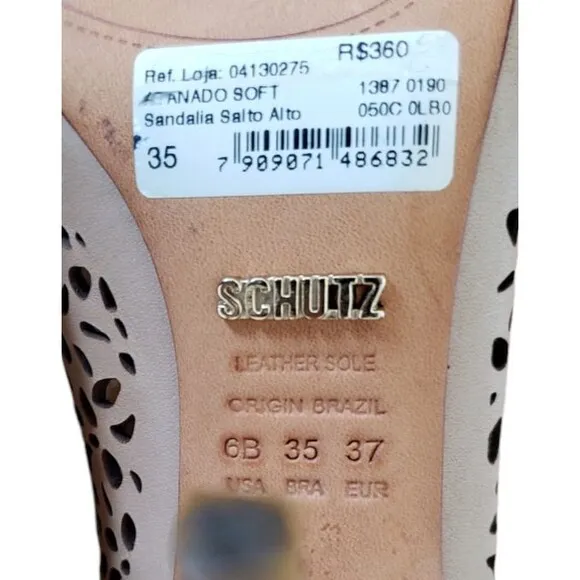 R$360
Ref. Loja: 04130275
ATANADO SOFT 1387 0190
Sandalia Salto Alto 050C 0LB0
35 7 909071 486832
SCHUTZ
LEATHER SOLE
ORIGIN BRAZIL
6B 35 37
USA BRA EUR